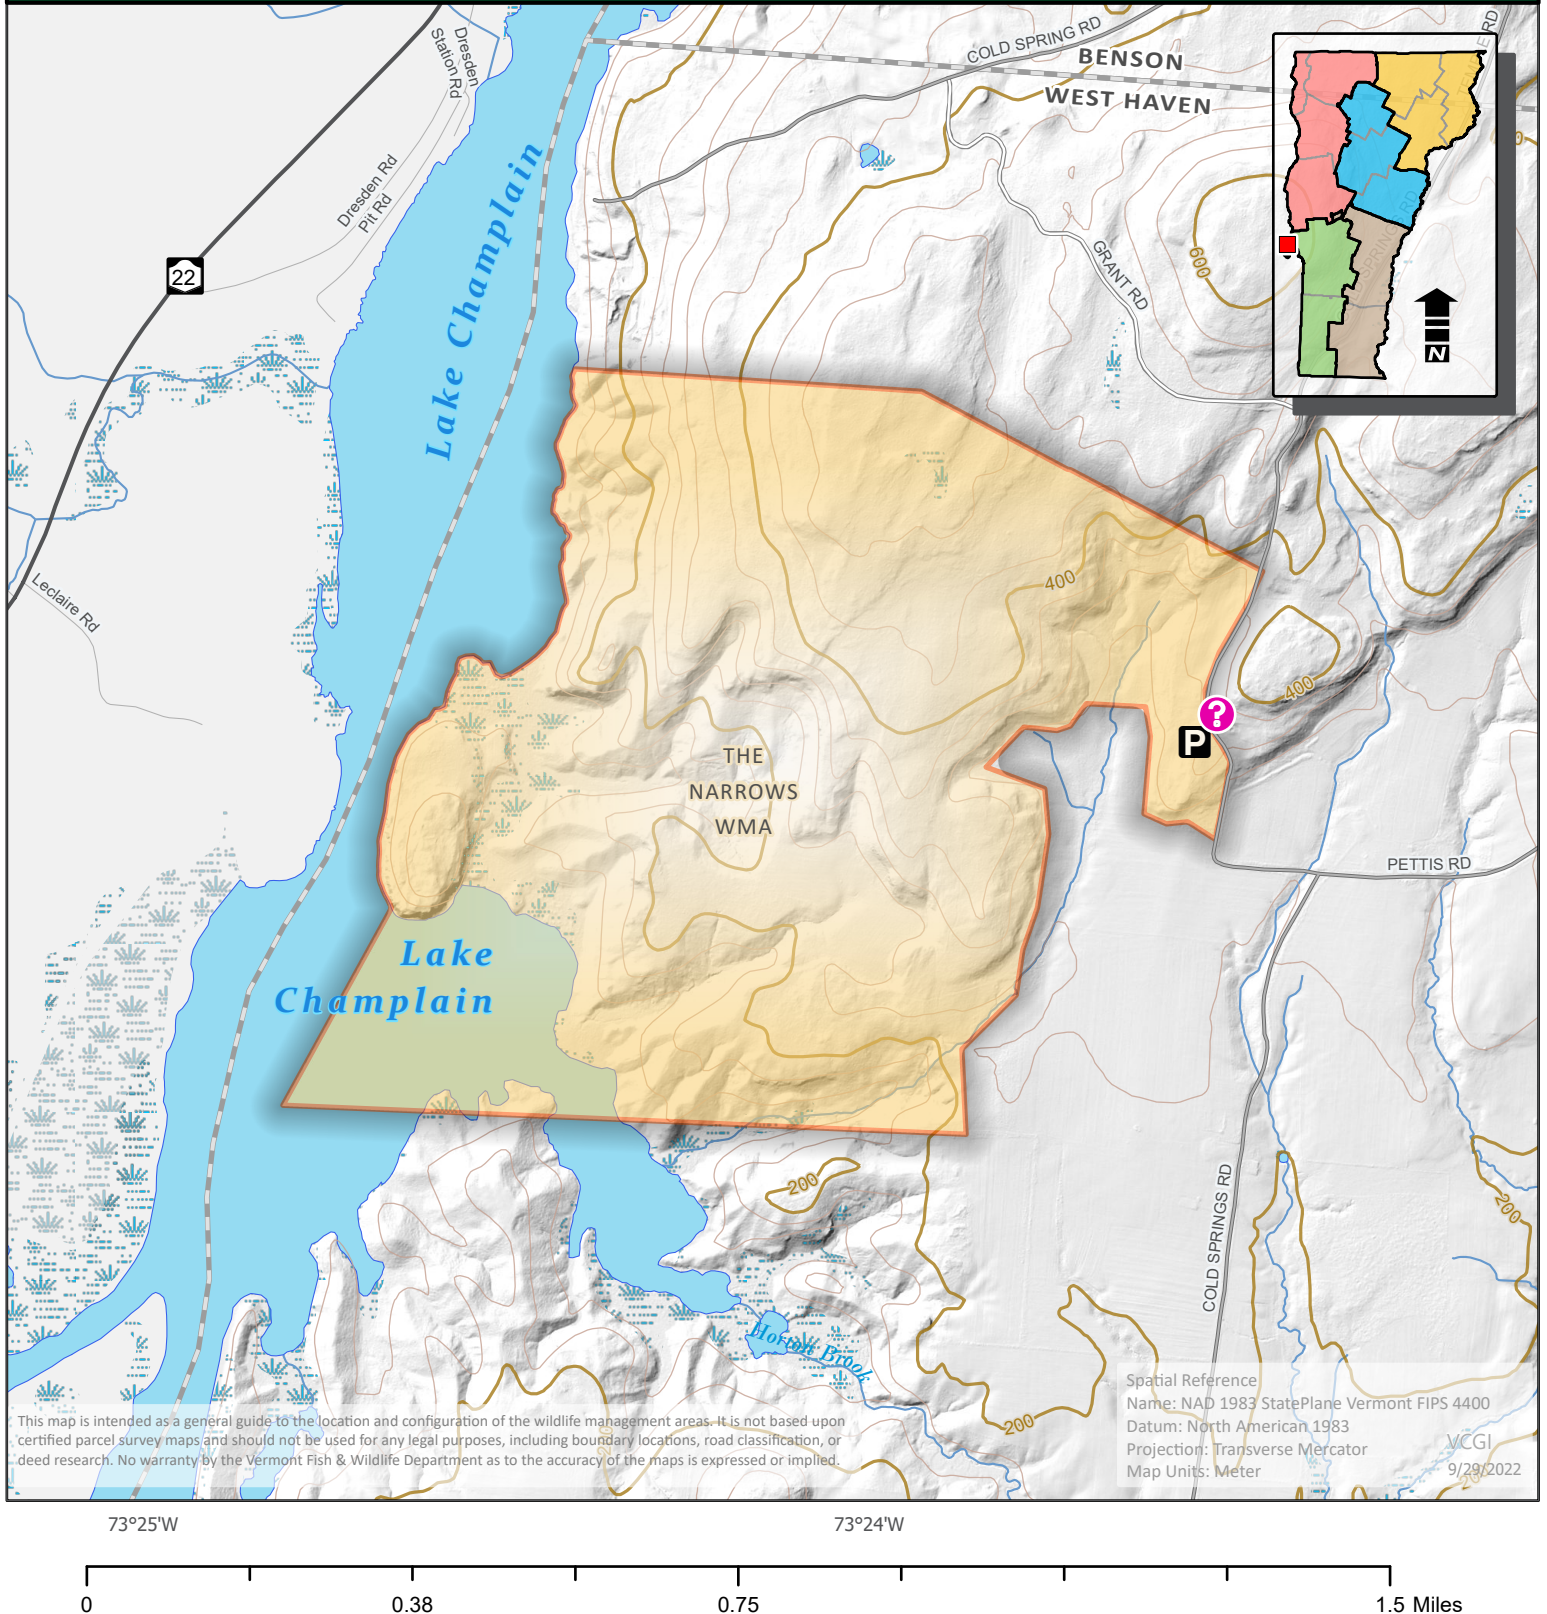 COLD SPRING RD
BENSON
WEST HAVEN
Dresden
Station Rd
Dresden Rd
Pit Rd
22
Lake Champlain
GRANT RD
600
N
Leclaire Rd
400
400
?
P
THE
NARROWS
WMA
PETTIS RD
Lake
Champlain
200
COLD SPRINGS RD
200
Horton Brook
200
Spatial Reference
Name: NAD 1983 StatePlane Vermont FIPS 4400
Datum: North American 1983
Projection: Transverse Mercator
Map Units: Meter
VCGI
9/29/2022
This map is intended as a general guide to the location and configuration of the wildlife management areas. It is not based upon
certified parcel survey maps and should not be used for any legal purposes, including boundary locations, road classification, or
deed research. No warranty by the Vermont Fish & Wildlife Department as to the accuracy of the maps is expressed or implied.
73°25'W
73°24'W
0
0.38
0.75
1.5 Miles